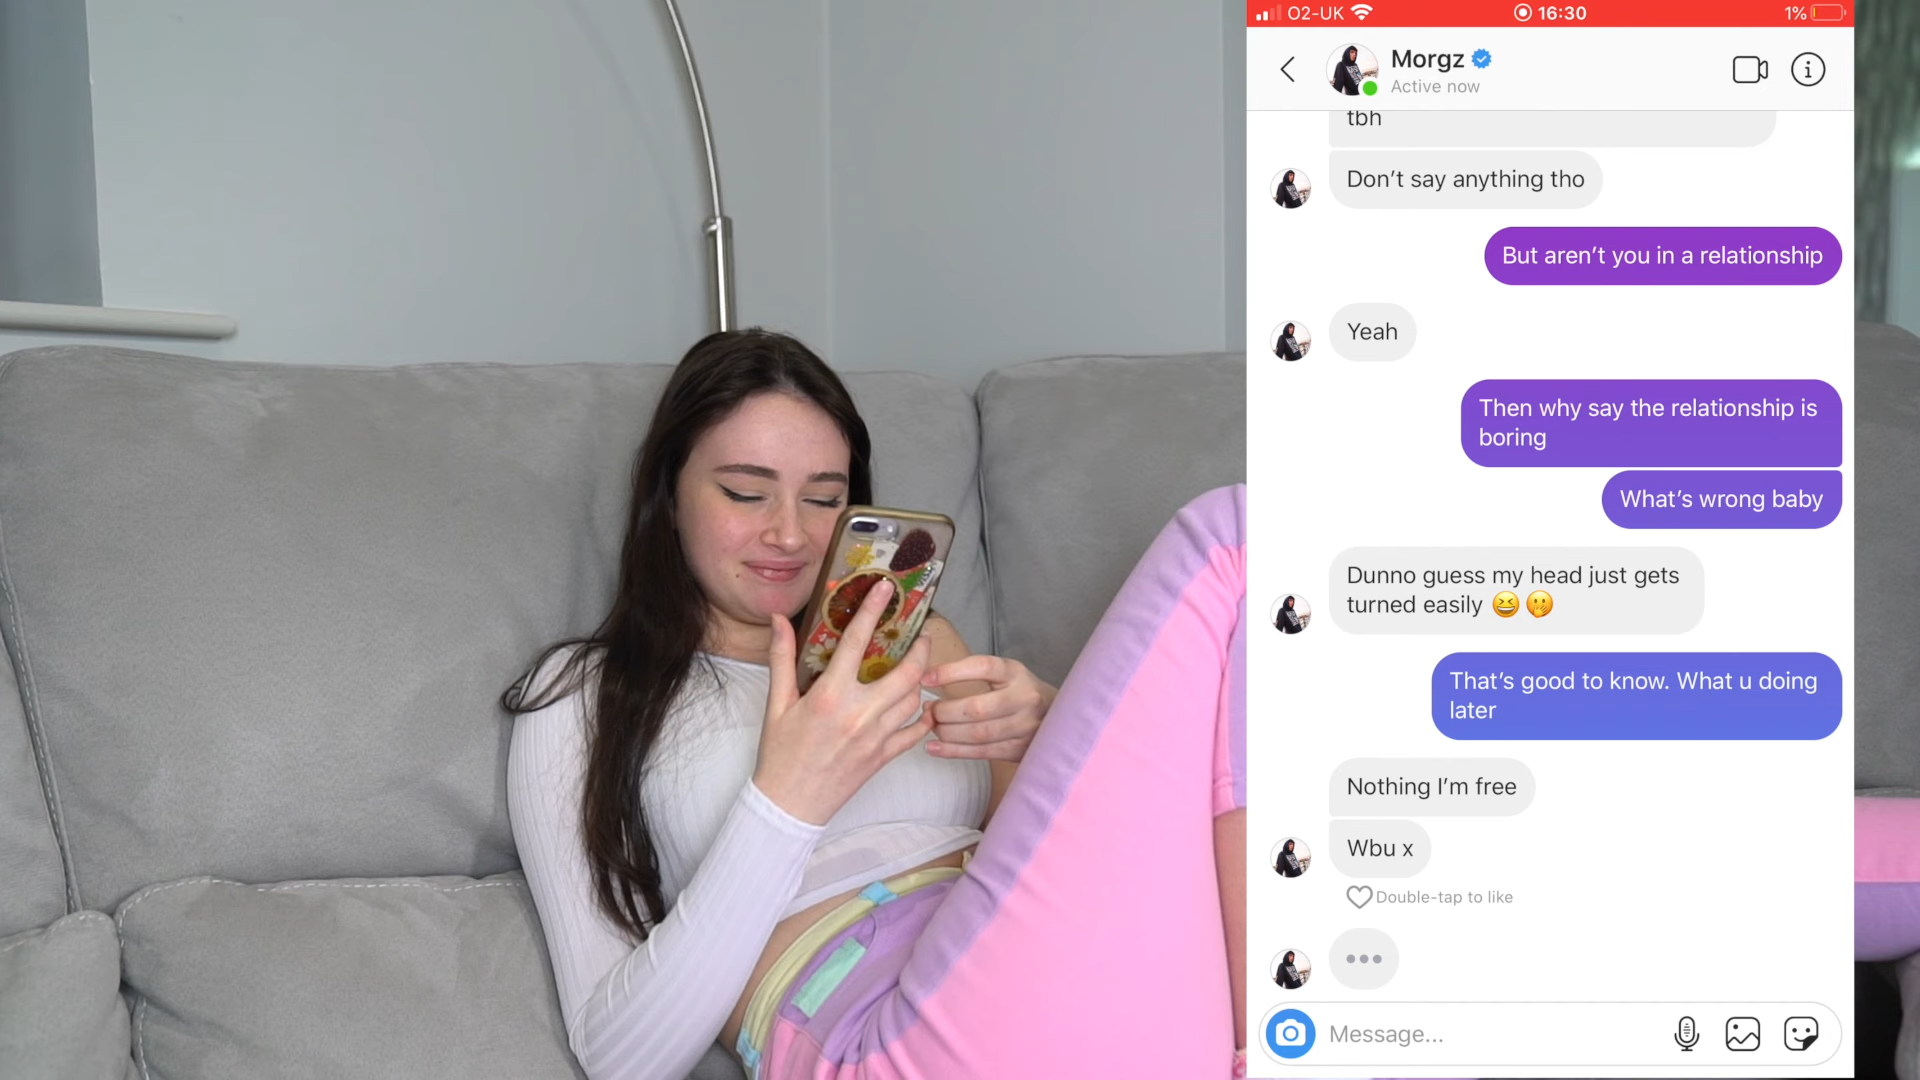 O2-UK
16:30
1%
Morgz
Active now
tbh
Don't say anything tho
But aren't you in a relationship
Yeah
Then why say the relationship is
boring
What's wrong baby
Dunno guess my head just gets
turned easily 😆 🤭
That's good to know. What u doing
later
Nothing I'm free
Wbu x
Double-tap to like
Message...